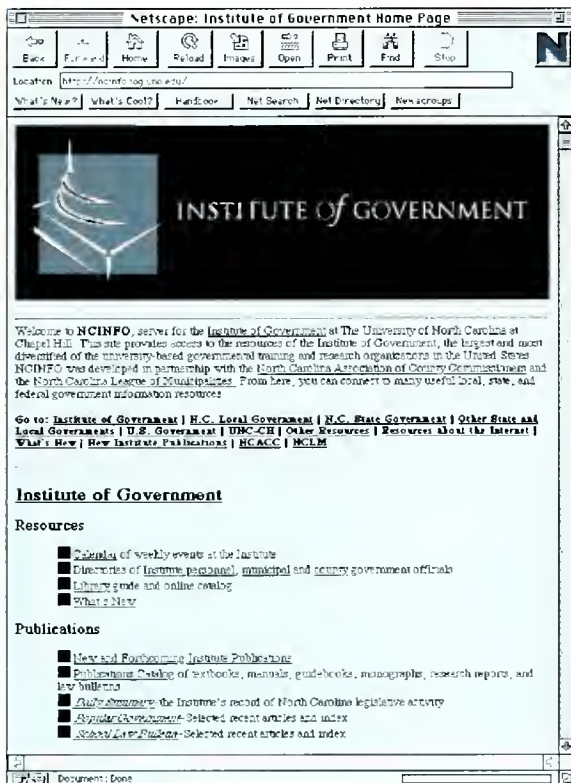 Netscape: Institute of Government Home Page
Back Forward Home Reload Images Open Print Find Stop
N
Location: http://ncinfo.iog.unc.edu/
What's New? What's Cool? Handbook Net Search Net Directory Newsgroups
INSTITUTE of GOVERNMENT
Welcome to NCINFO, server for the Institute of Government at The University of North Carolina at
Chapel Hill. This site provides access to the resources of the Institute of Government, the largest and most
diversified of the university-based governmental training and research organizations in the United States
NCINFO was developed in partnership with the North Carolina Association of County Commissioners and
the North Carolina League of Municipalities. From here, you can connect to many useful local, state, and
federal government information resources
Go to: Institute of Government | N.C. Local Government | N.C. State Government | Other State and
Local Governments | U.S. Government | UNC-CH | Other Resources | Resources about the Internet |
What's New | New Institute Publications | NCACC | NCLM
Institute of Government
Resources
Calendar of weekly events at the Institute
Directories of Institute personnel, municipal and county government officials
Library guide and online catalog
What's New
Publications
New and Forthcoming Institute Publications
Publications Catalog of textbooks, manuals, guidebooks, monographs, research reports, and
law bulletins
Daily Summary-the Institute's record of North Carolina legislative activity
Popular Government-Selected recent articles and index
School Law Bulletin-Selected recent articles and index
Document: Done